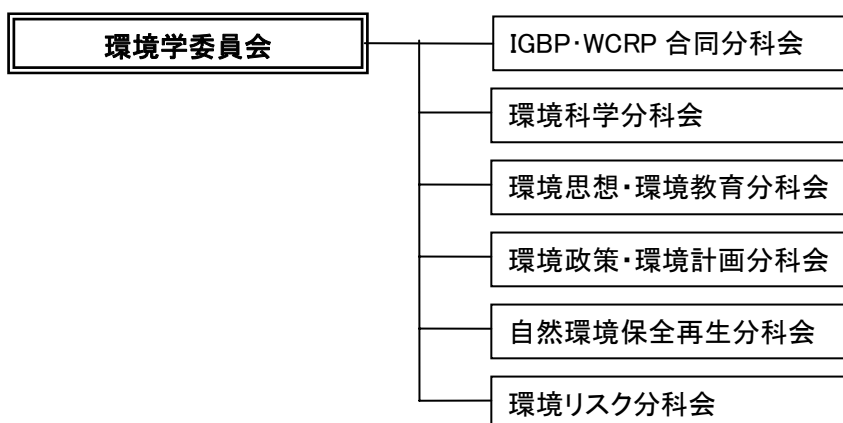 環境学委員会
IGBP･WCRP 合同分科会
環境科学分科会
環境思想・環境教育分科会
環境政策・環境計画分科会
自然環境保全再生分科会
環境リスク分科会